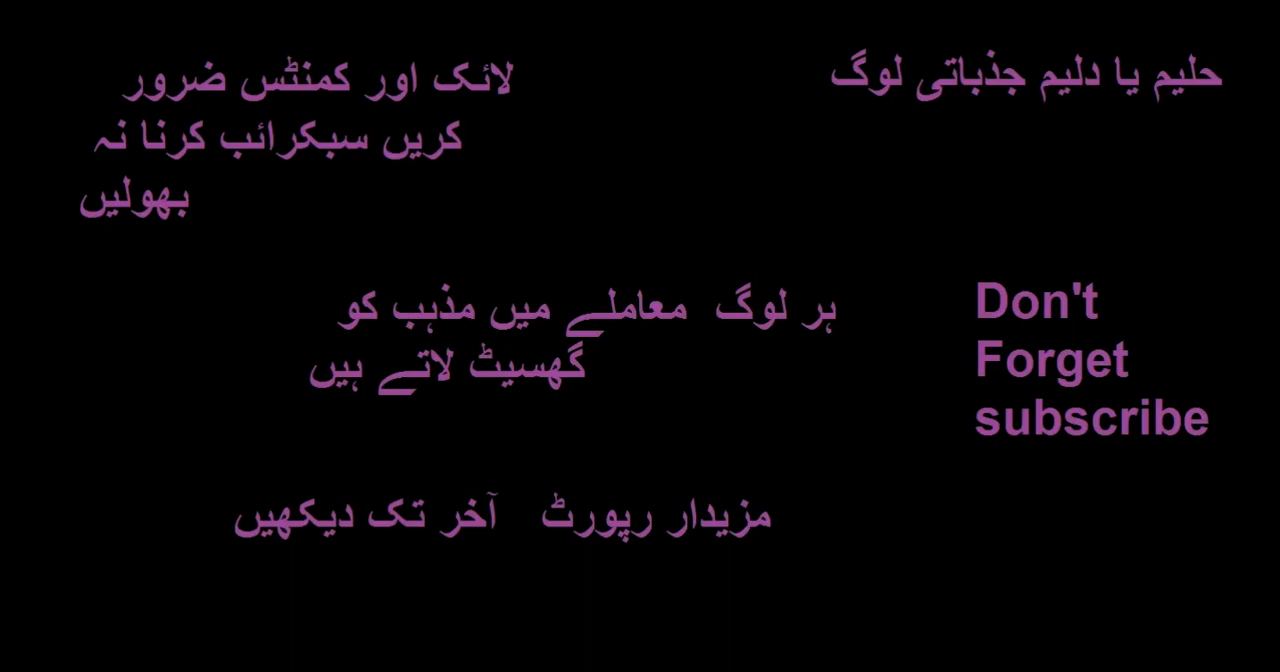 حلیم یا دلیم جذباتی لوگ
لائک اور کمنٹس ضرور
کریں سبکرائب کرنا نہ
بھولیں
ہر لوگ معاملے میں مذہب کو
گھسیٹ لاتے ہیں
Don't
Forget
subscribe
مزیدار رپورٹ آخر تک دیکھیں